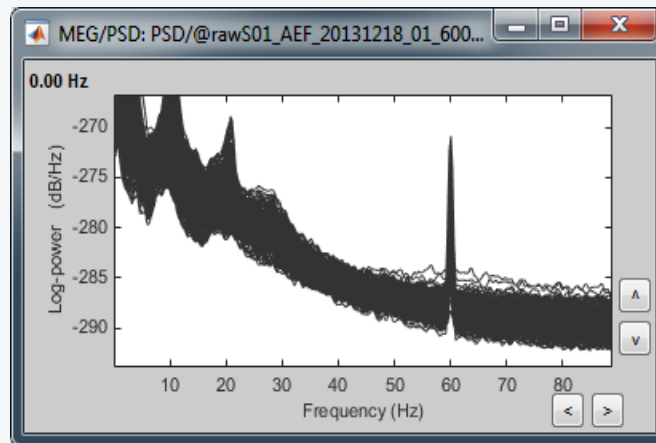 MEG/PSD: PSD/@rawS01_AEF_20131218_01_600...
0.00 Hz
Log-power (dB/Hz)
-270
-275
-280
-285
-290
10 20 30 40 50 60 70 80
Frequency (Hz)